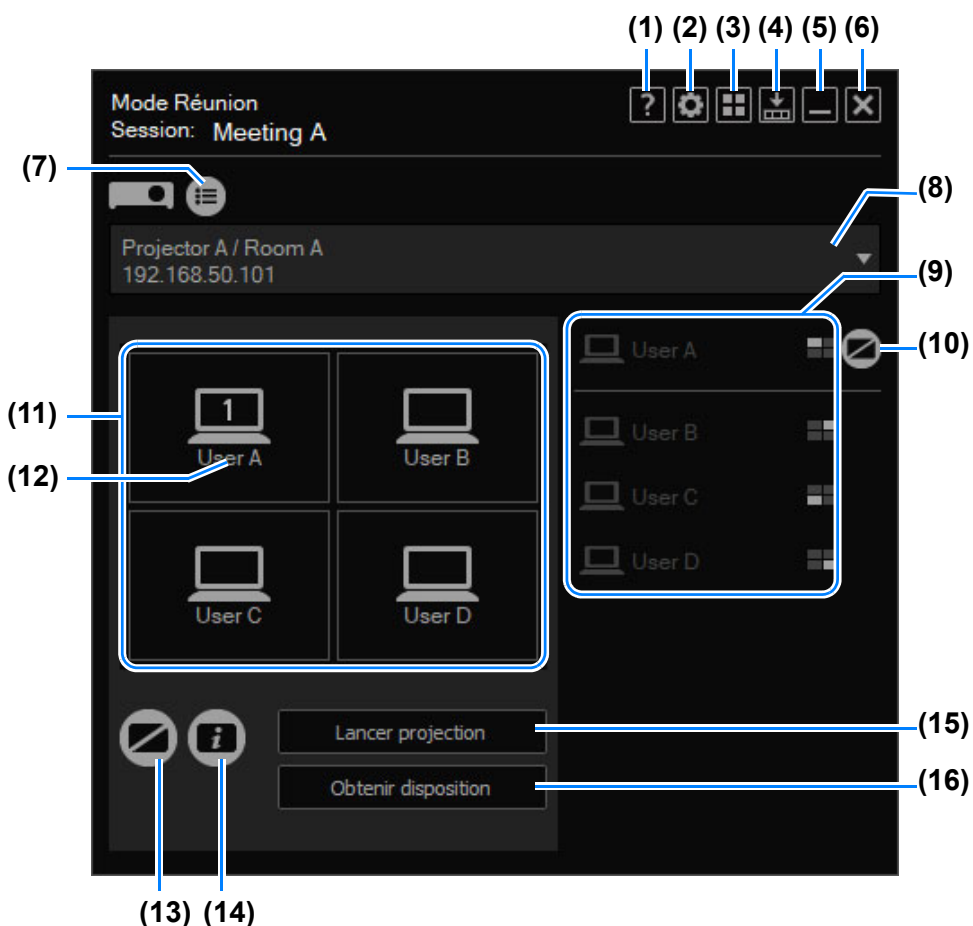 (1) (2) (3) (4) (5) (6)
Mode Réunion
Session: Meeting A
?
(7)
(8)
Projector A / Room A
192.168.50.101
(9)
User A
(10)
1
User A
User B
User B
(11)
(12)
User C
User D
User C
User D
i
Lancer projection
(15)
Obtenir disposition
(16)
(13) (14)